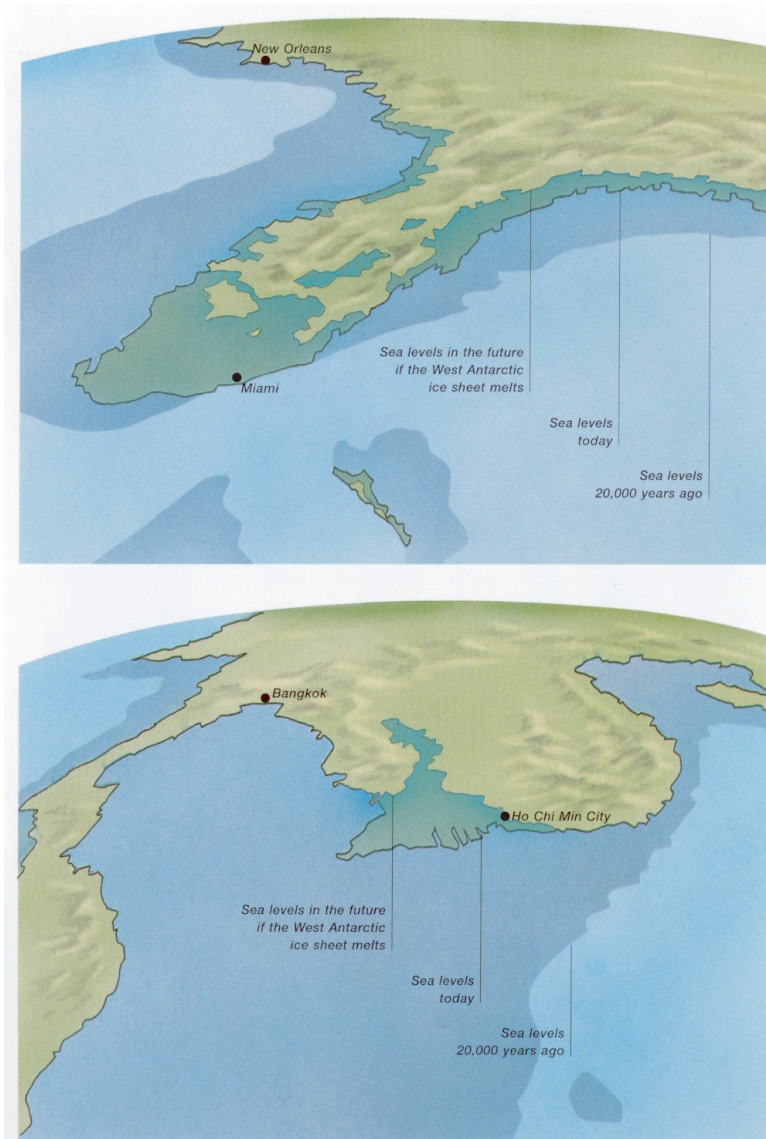 New Orleans
Miami
Sea levels in the future
if the West Antarctic
ice sheet melts
Sea levels
today
Sea levels
20,000 years ago
Bangkok
Ho Chi Min City
Sea levels in the future
if the West Antarctic
ice sheet melts
Sea levels
today
Sea levels
20,000 years ago